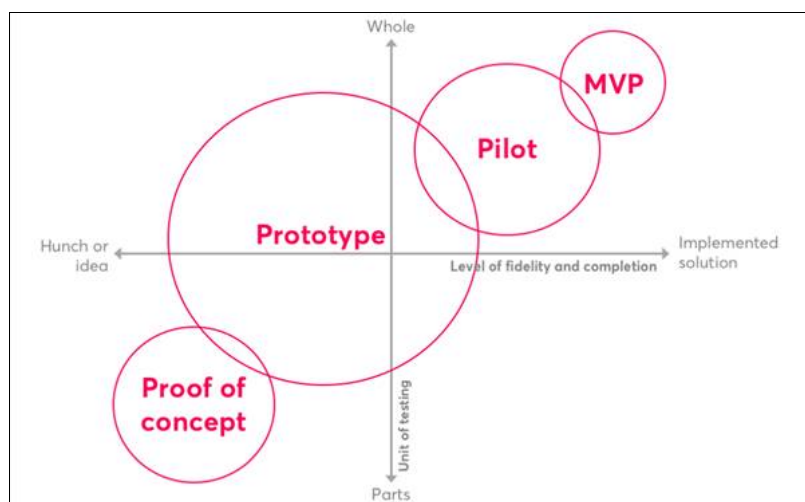 Whole
MVP
Pilot
Prototype
Hunch or
idea
Level of fidelity and completion
Implemented
solution
Proof of
concept
Unit of testing
Parts